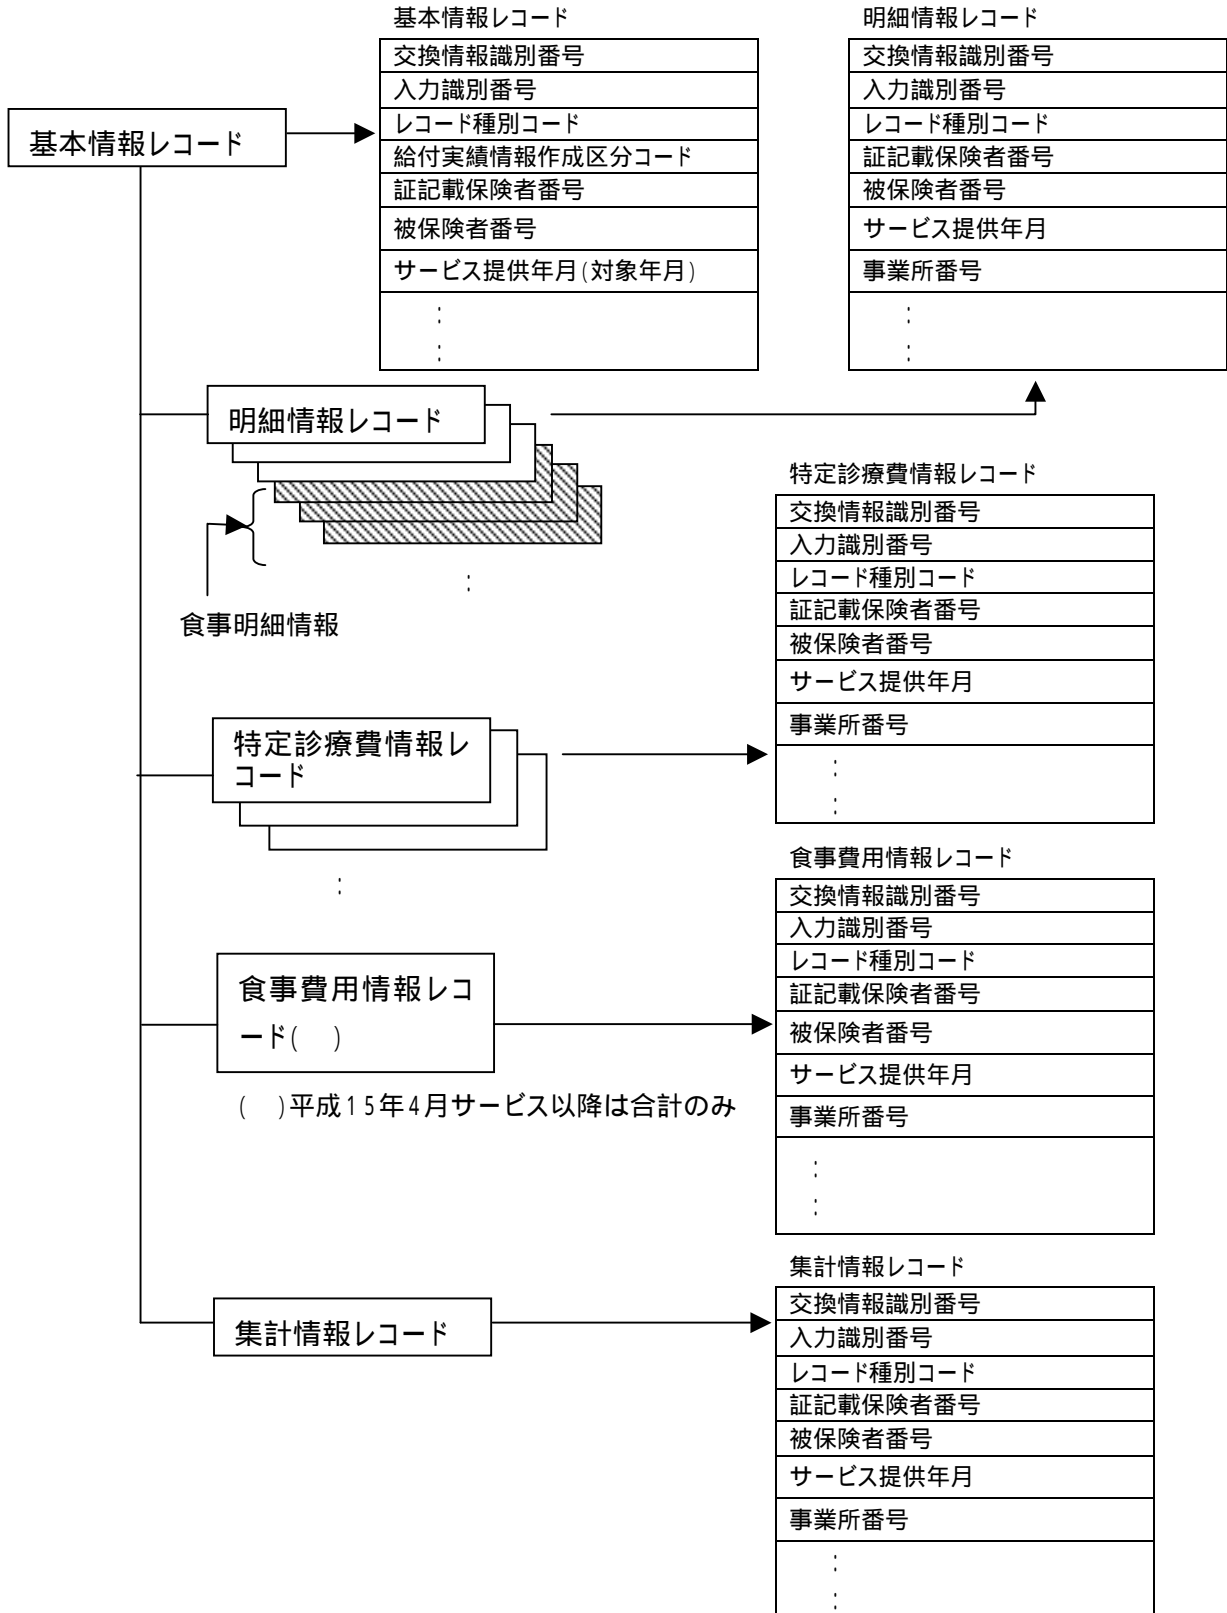 基本情報レコード
基本情報レコード
交換情報識別番号
入力識別番号
レコード種別コード
給付実績情報作成区分コード
証記載保険者番号
被保険者番号
サービス提供年月(対象年月)
:
:
明細情報レコード
交換情報識別番号
入力識別番号
レコード種別コード
証記載保険者番号
被保険者番号
サービス提供年月
事業所番号
:
:
明細情報レコード
:
食事明細情報
特定診療費情報レコード
交換情報識別番号
入力識別番号
レコード種別コード
証記載保険者番号
被保険者番号
サービス提供年月
事業所番号
:
:
特定診療費情報レ
コード
:
食事費用情報レコード
交換情報識別番号
入力識別番号
レコード種別コード
証記載保険者番号
被保険者番号
サービス提供年月
事業所番号
:
:
食事費用情報レコ
ード(　)
(　)平成15年4月サービス以降は合計のみ
集計情報レコード
集計情報レコード
交換情報識別番号
入力識別番号
レコード種別コード
証記載保険者番号
被保険者番号
サービス提供年月
事業所番号
:
: